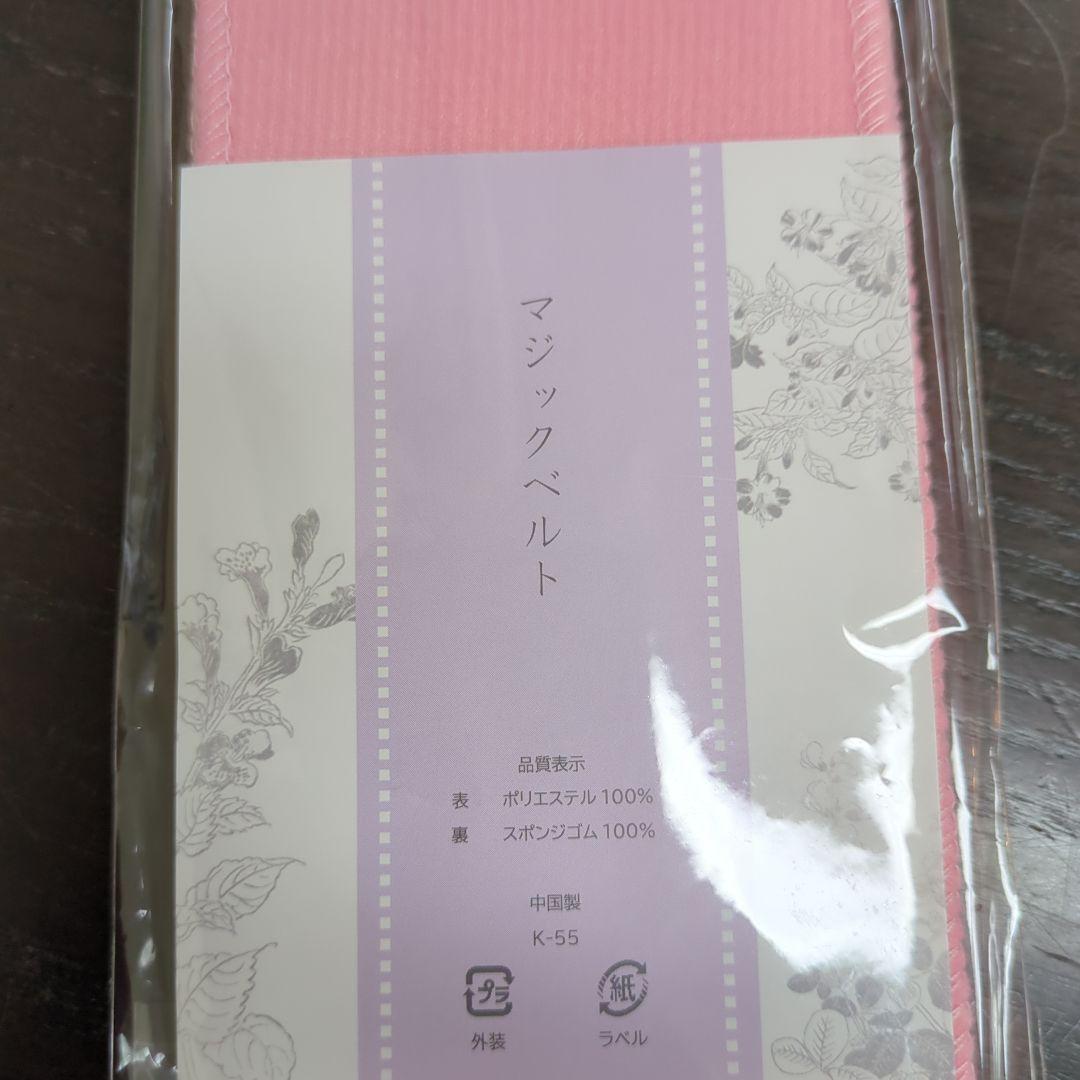 マジックベルト
品質表示
表 ポリエステル100%
裏 スポンジゴム100%
中国製
K-55
プラ 紙
外装 ラベル